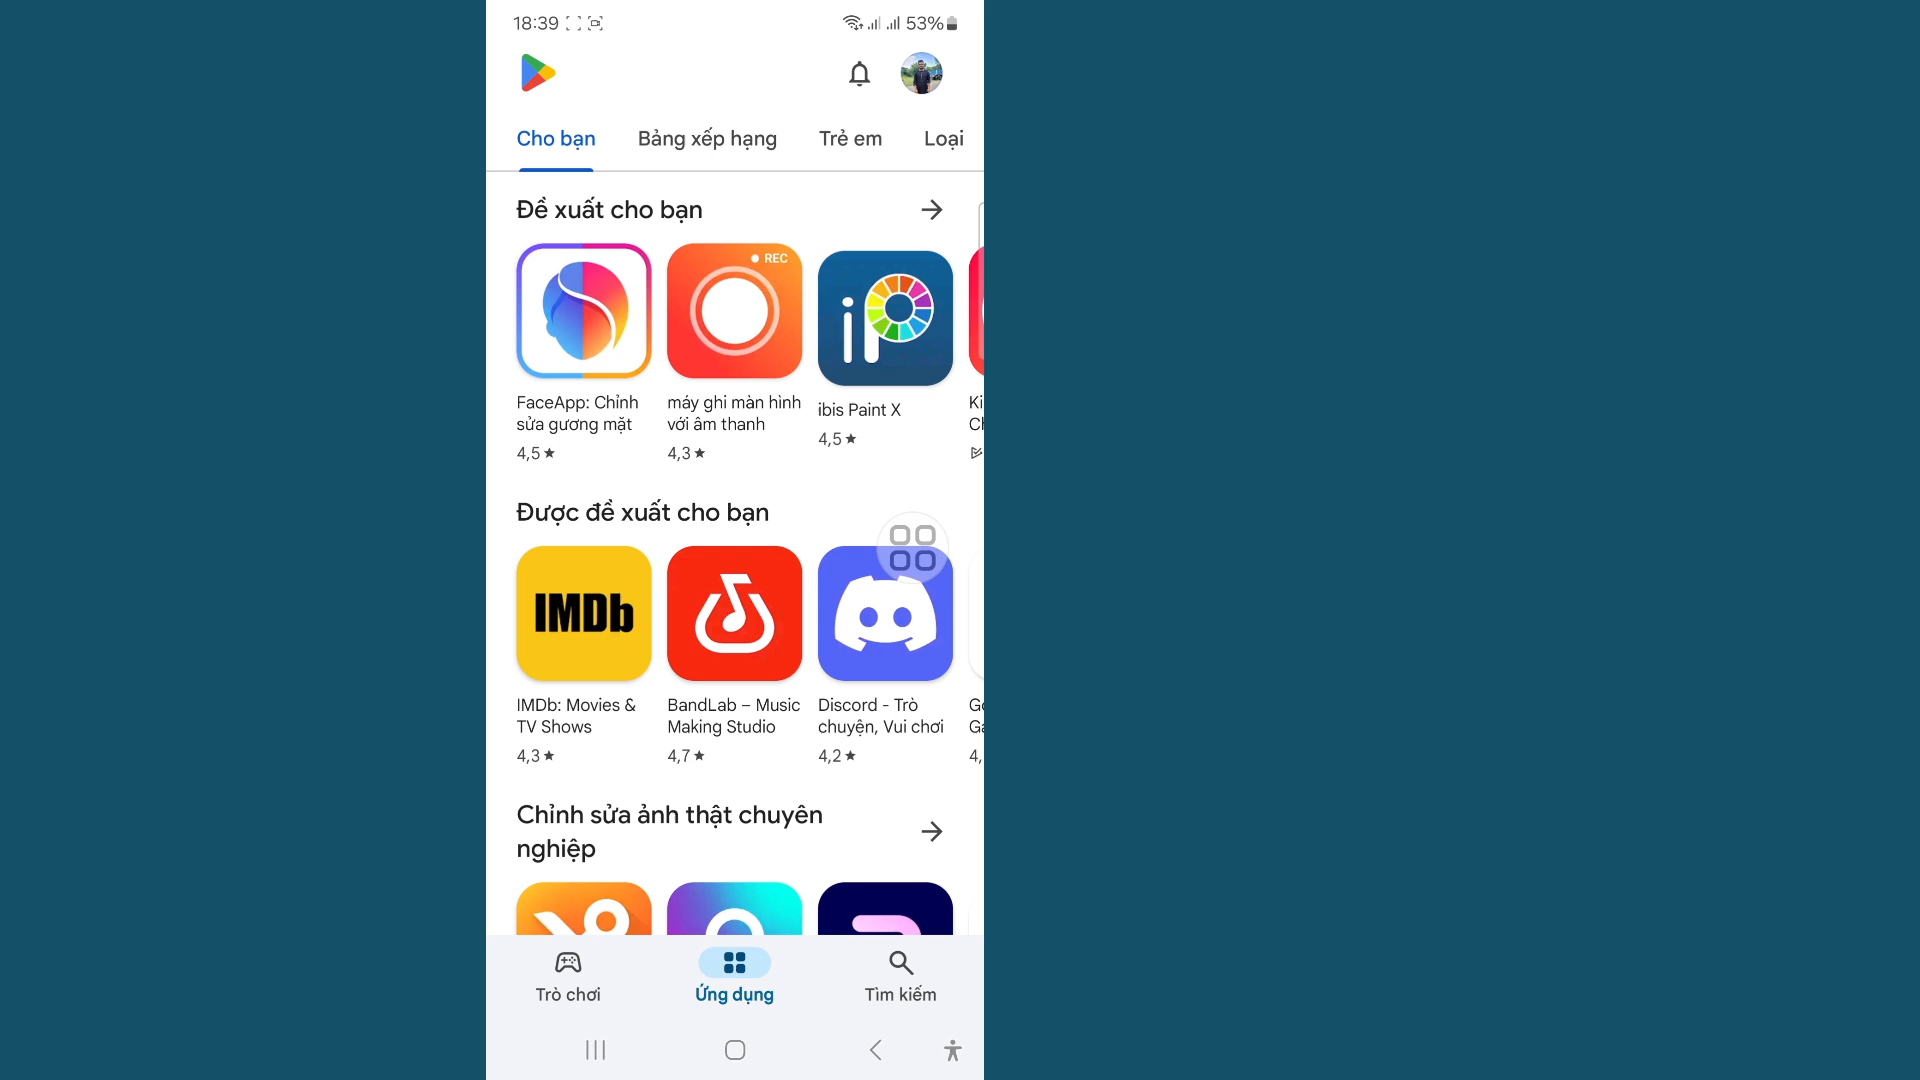 18:39
53%
Cho bạn
Bảng xếp hạng
Trẻ em
Loại
Đề xuất cho bạn
REC
iP
FaceApp: Chỉnh
sửa gương mặt
4,5
máy ghi màn hình
với âm thanh
4,3
ibis Paint X
4,5
Ki
Được đề xuất cho bạn
IMDb
IMDb: Movies &
TV Shows
4,3
BandLab – Music
Making Studio
4,7
Discord - Trò
chuyện, Vui chơi
4,2
4,
Chỉnh sửa ảnh thật chuyên
nghiệp
Trò chơi
Ứng dụng
Tìm kiếm